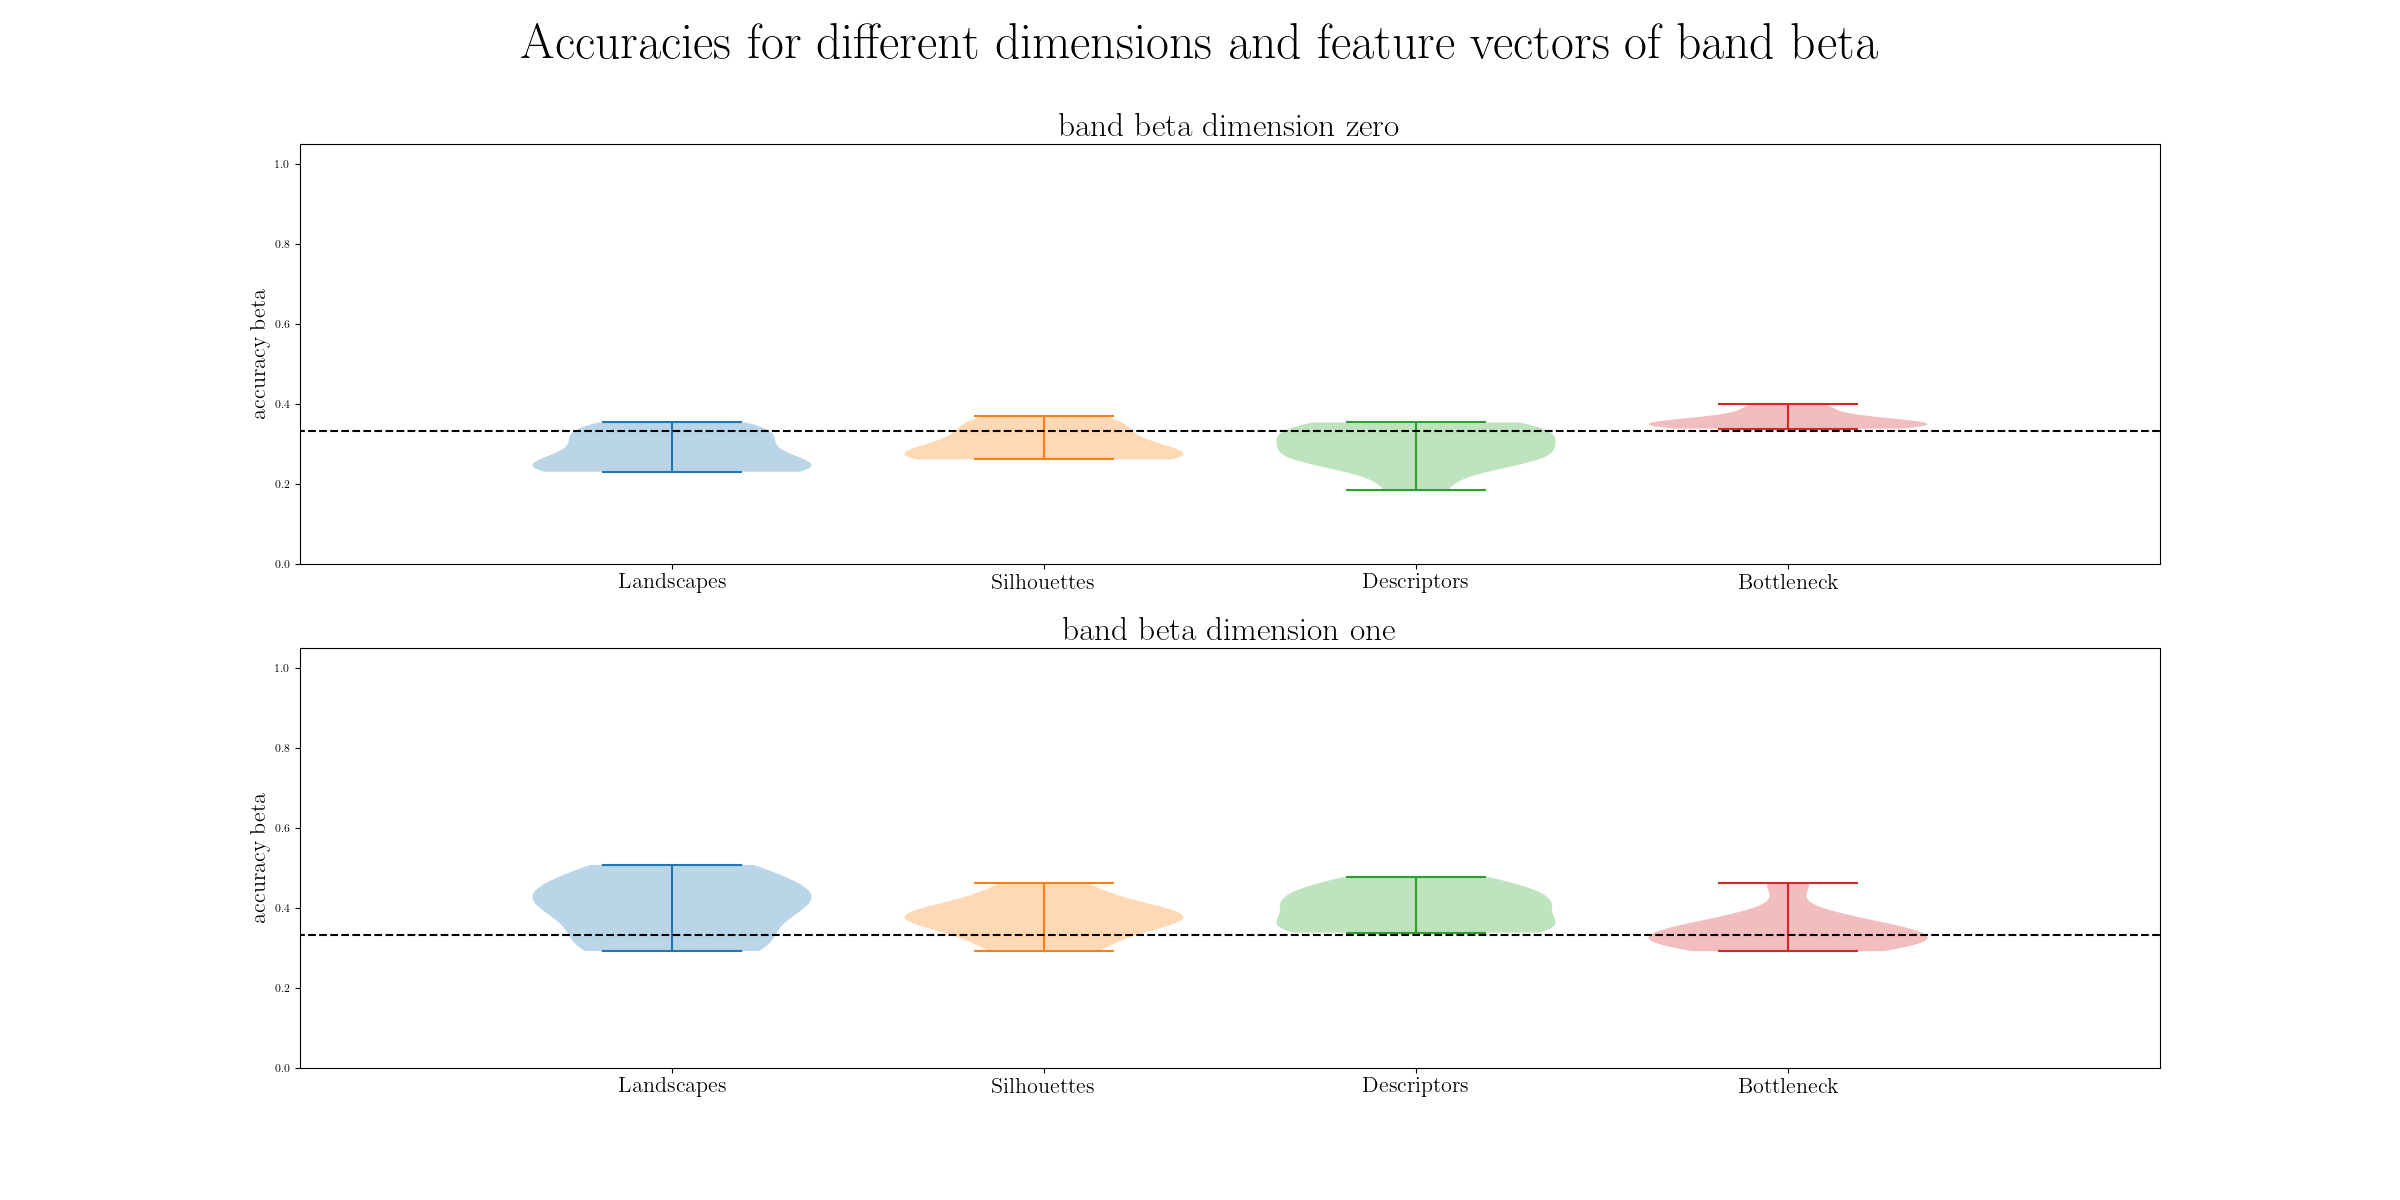 Accuracies for different dimensions and feature vectors of band beta
band beta dimension zero
1.0
0.8
0.6
0.4
0.2
0.0
accuracy beta
Landscapes Silhouettes Descriptors Bottleneck
band beta dimension one
1.0
0.8
0.6
0.4
0.2
0.0
accuracy beta
Landscapes Silhouettes Descriptors Bottleneck